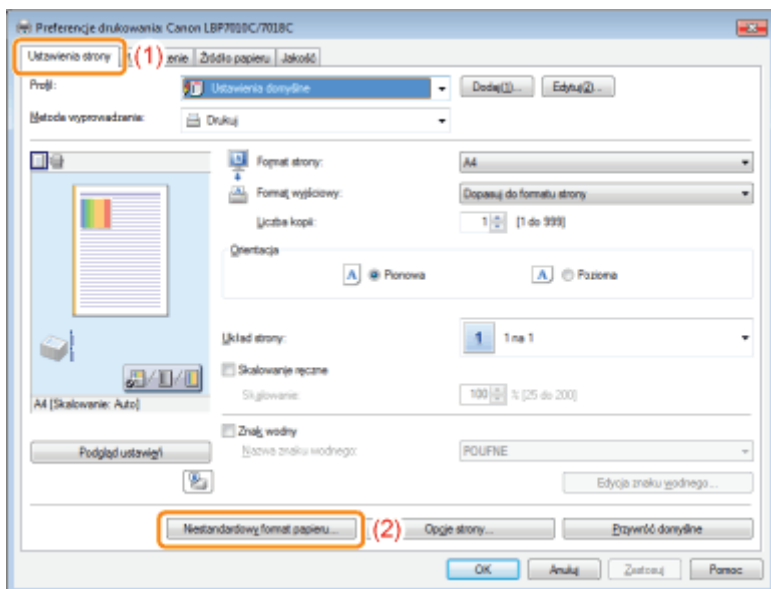 Preferencje drukowania: Canon LBP7010C/7018C
Ustawienia strony (1) zenie Źródło papieru Jakość
Profil: Ustawienia domyślne Dodaj(1)... Edytuj(2)...
Metoda wyprowadzania: Drukuj
Format strony: A4
Format wyjściowy: Dopasuj do formatu strony
Liczba kopii: 1 [1 do 999]
Orientacja
A Pionowa A Pozioma
Układ strony: 1 1 na 1
Skalowanie ręczne
Skalowanie: 100 % [25 do 200]
A4 [Skalowanie: Auto]
Znak wodny
Podgląd ustawień Nazwa znaku wodnego: POUFNE
Edycja znaku wodnego...
Niestandardowy format papieru... (2) Opcje strony... Przywróć domyślne
OK Anuluj Zastosuj Pomoc